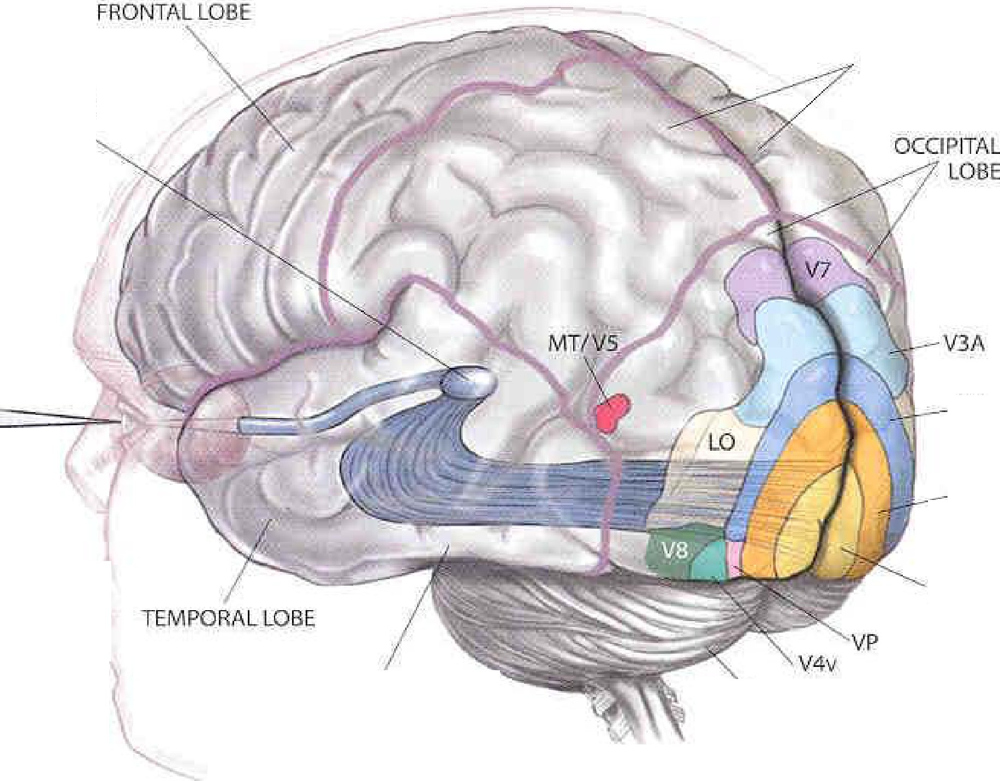 FRONTAL LOBE
OCCIPITAL
LOBE
V7
MT/V5
V3A
LO
V8
TEMPORAL LOBE
VP
V4v